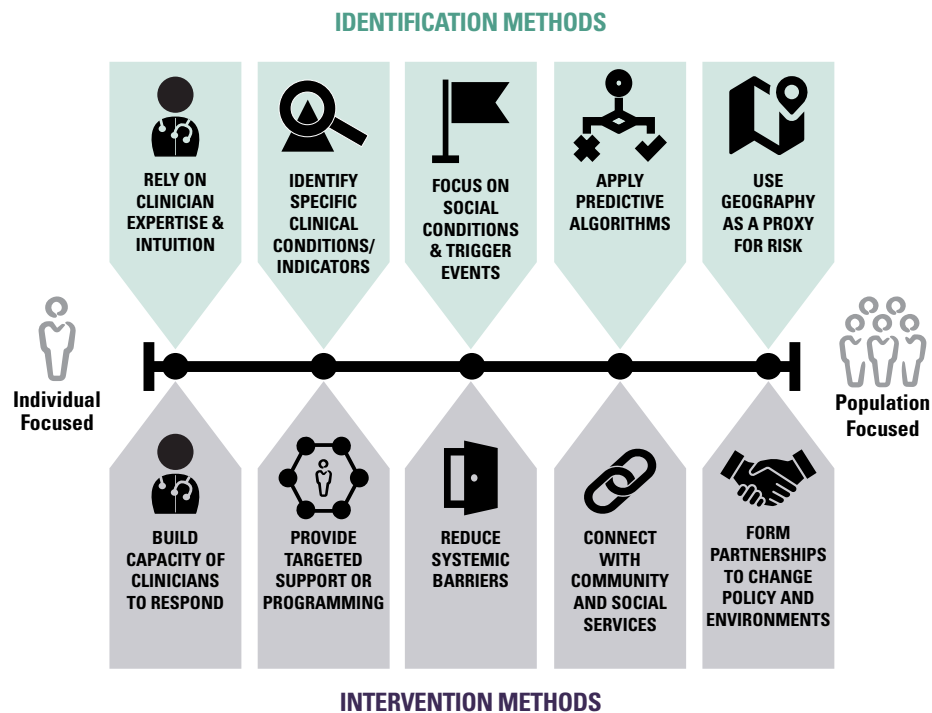 IDENTIFICATION METHODS
RELY ON
CLINICIAN
EXPERTISE &
INTUITION
IDENTIFY
SPECIFIC
CLINICAL
CONDITIONS/
INDICATORS
FOCUS ON
SOCIAL
CONDITIONS
& TRIGGER
EVENTS
APPLY
PREDICTIVE
ALGORITHMS
USE
GEOGRAPHY
AS A PROXY
FOR RISK
Individual
Focused
Population
Focused
BUILD
CAPACITY OF
CLINICIANS
TO RESPOND
PROVIDE
TARGETED
SUPPORT OR
PROGRAMMING
REDUCE
SYSTEMIC
BARRIERS
CONNECT
WITH
COMMUNITY
AND SOCIAL
SERVICES
FORM
PARTNERSHIPS
TO CHANGE
POLICY AND
ENVIRONMENTS
INTERVENTION METHODS